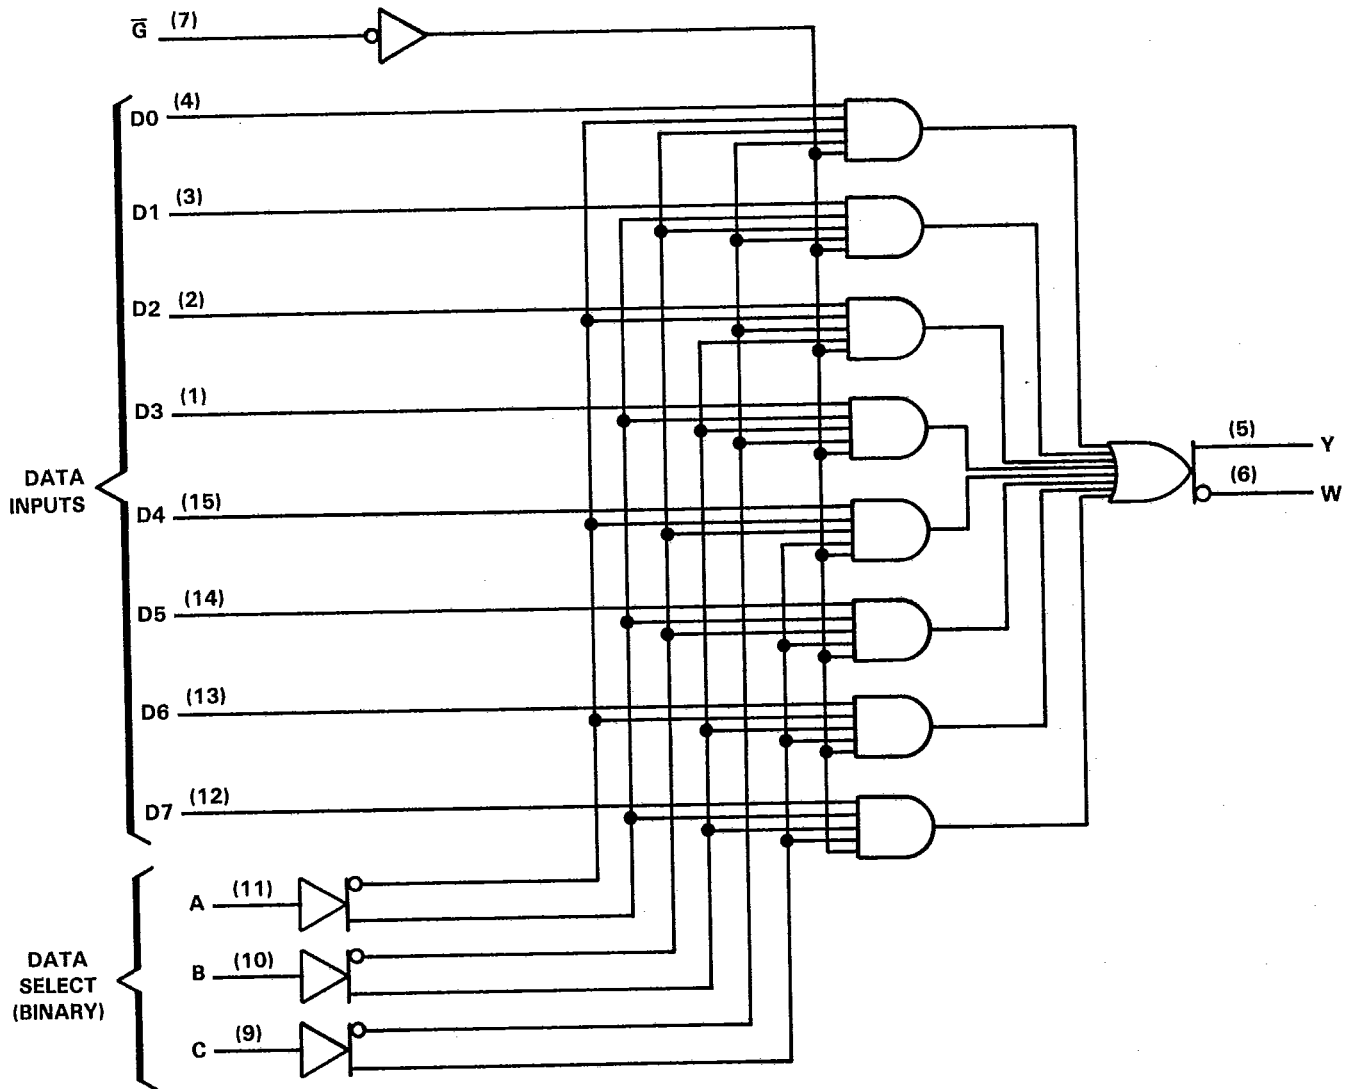 G̅ (7)
D0 (4)
D1 (3)
D2 (2)
D3 (1)
DATA
INPUTS
D4 (15)
D5 (14)
D6 (13)
D7 (12)
(5) Y
(6) W
DATA
SELECT
(BINARY)
A (11)
B (10)
C (9)